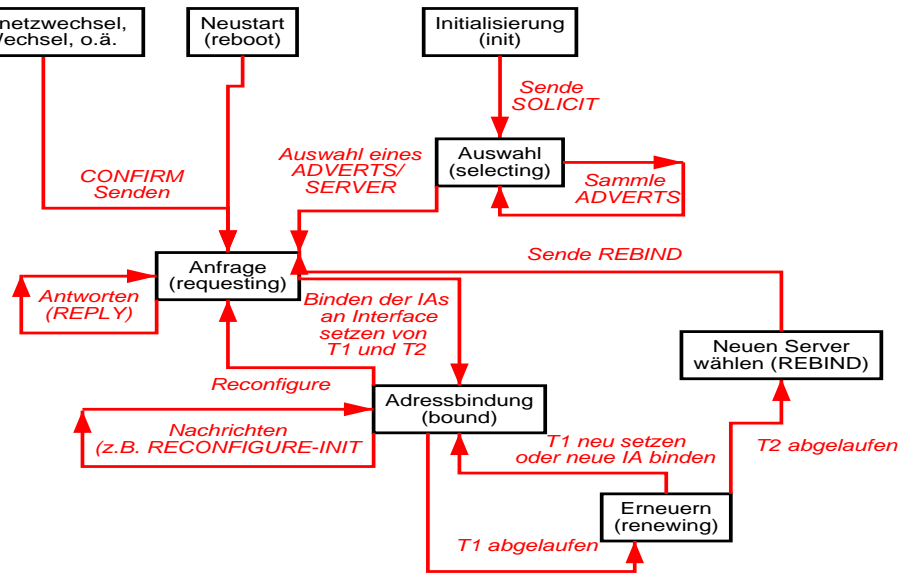 netzwechsel,
Wechsel, o.ä.
Neustart
(reboot)
Initialisierung
(init)
Sende
SOLICIT
Auswahl eines
ADVERTS/
SERVER
Auswahl
(selecting)
Sammle
ADVERTS
CONFIRM
Senden
Anfrage
(requesting)
Sende REBIND
Antworten
(REPLY)
Binden der IAs
an Interface
setzen von
T1 und T2
Neuen Server
wählen (REBIND)
Reconfigure
Adressbindung
(bound)
Nachrichten
(z.B. RECONFIGURE-INIT
T1 neu setzen
oder neue IA binden
T2 abgelaufen
Erneuern
(renewing)
T1 abgelaufen